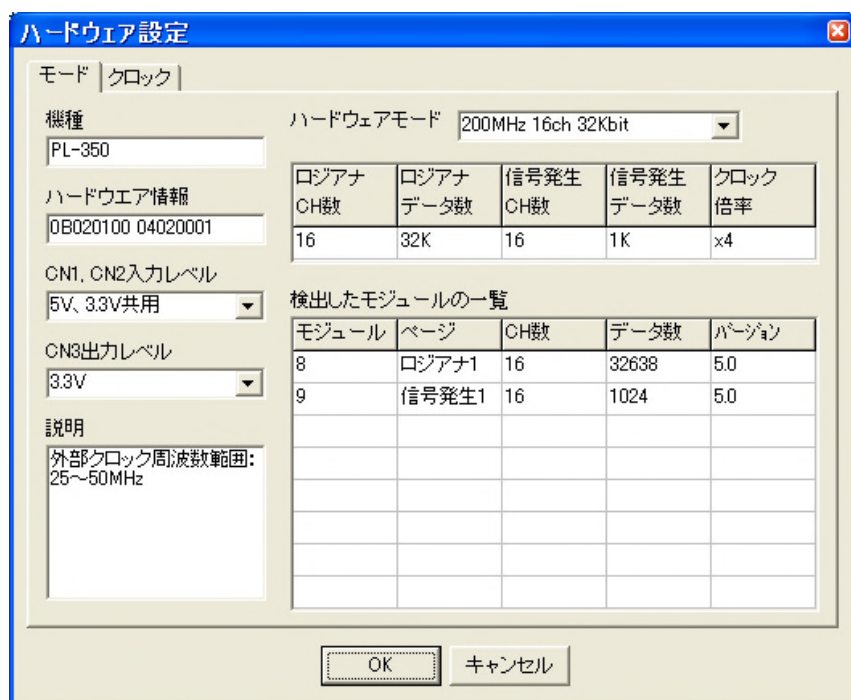 ハードウェア設定
モード クロック
機種
PL-350
ハードウエア情報
0B020100 04020001
CN1, CN2入力レベル
5V、3.3V共用
CN3出力レベル
3.3V
説明
外部クロック周波数範囲:
25～50MHz
ハードウェアモード 200MHz 16ch 32Kbit
ロジアナ ロジアナ 信号発生 信号発生 クロック
CH数 データ数 CH数 データ数 倍率
16 32K 16 1K x4
検出したモジュールの一覧
モジュール ページ CH数 データ数 バージョン
8 ロジアナ1 16 32638 5.0
9 信号発生1 16 1024 5.0
OK キャンセル